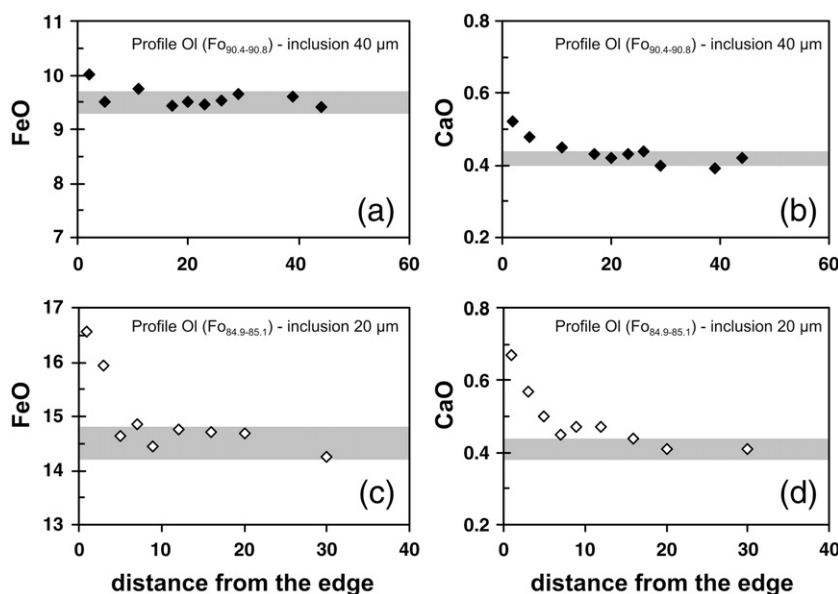 Profile Ol (Fo90.4-90.8) - inclusion 40 µm
11
10
9
8
7
FeO
0 20 40 60
(a)
Profile Ol (Fo90.4-90.8) - inclusion 40 µm
0.8
0.6
0.4
0.2
CaO
0 20 40 60
(b)
Profile Ol (Fo84.9-85.1) - inclusion 20 µm
17
16
15
14
13
FeO
0 10 20 30 40
(c)
distance from the edge
Profile Ol (Fo84.9-85.1) - inclusion 20 µm
0.8
0.6
0.4
0.2
CaO
0 10 20 30 40
(d)
distance from the edge